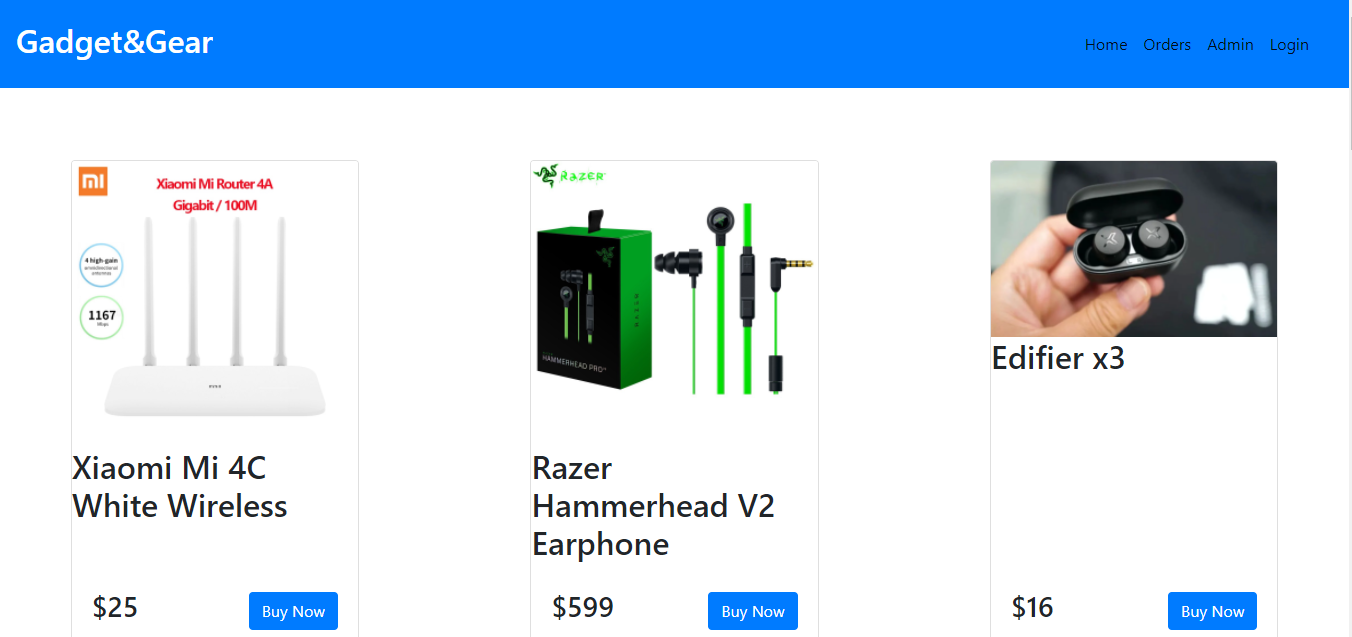 Gadget&Gear
Home Orders Admin Login
Xiaomi Mi Router 4A
Gigabit / 100M
4 high-gain
omnidirectional
antennas
1167
Mbps
Xiaomi Mi 4C
White Wireless
$25
Buy Now
RAZER
RAZER
HAMMERHEAD PRO
Razer
Hammerhead V2
Earphone
$599
Buy Now
Edifier x3
$16
Buy Now